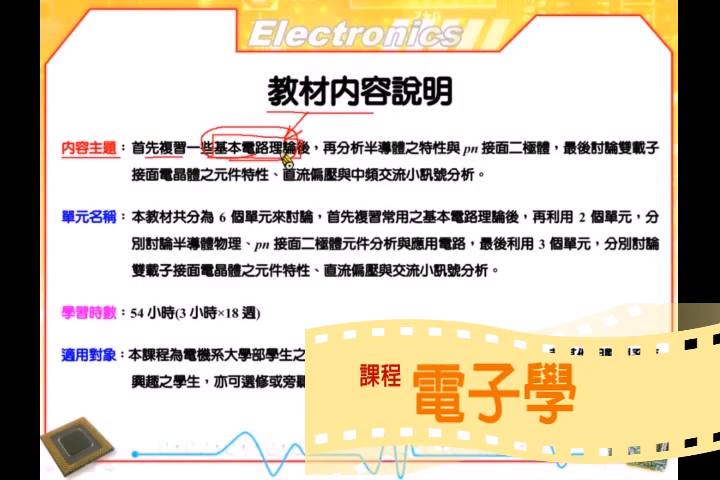 Electronics
教材內容說明
內容主題：首先複習一些基本電路理論後，再分析半導體之特性與 pn 接面二極體，最後討論雙載子
接面電晶體之元件特性、直流偏壓與中頻交流小訊號分析。
單元名稱：本教材共分為 6 個單元來討論，首先複習常用之基本電路理論後，再利用 2 個單元，分
別討論半導體物理、pn 接面二極體元件分析與應用電路，最後利用 3 個單元，分別討論
雙載子接面電晶體之元件特性、直流偏壓與交流小訊號分析。
學習時數：54 小時(3 小時×18 週)
適用對象：本課程為電機系大學部學生之
興趣之學生，亦可選修或旁聽
課程 電子學